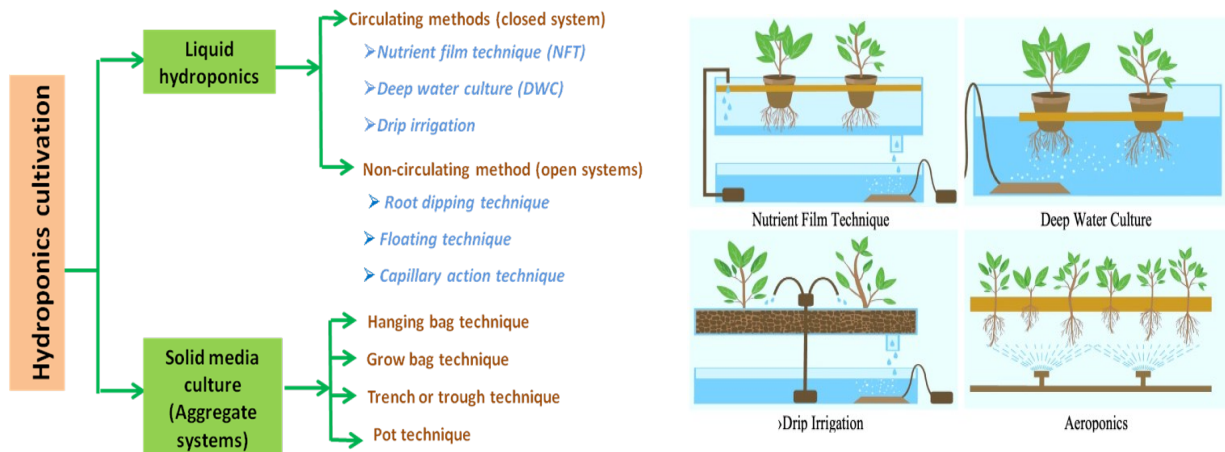 Hydroponics cultivation
Liquid
hydroponics
Circulating methods (closed system)
➢Nutrient film technique (NFT)
➢Deep water culture (DWC)
➢Drip irrigation
Non-circulating method (open systems)
➢ Root dipping technique
➢ Floating technique
➢ Capillary action technique
Solid media
culture
(Aggregate
systems)
Hanging bag technique
Grow bag technique
Trench or trough technique
Pot technique
Nutrient Film Technique
Deep Water Culture
›Drip Irrigation
Aeroponics